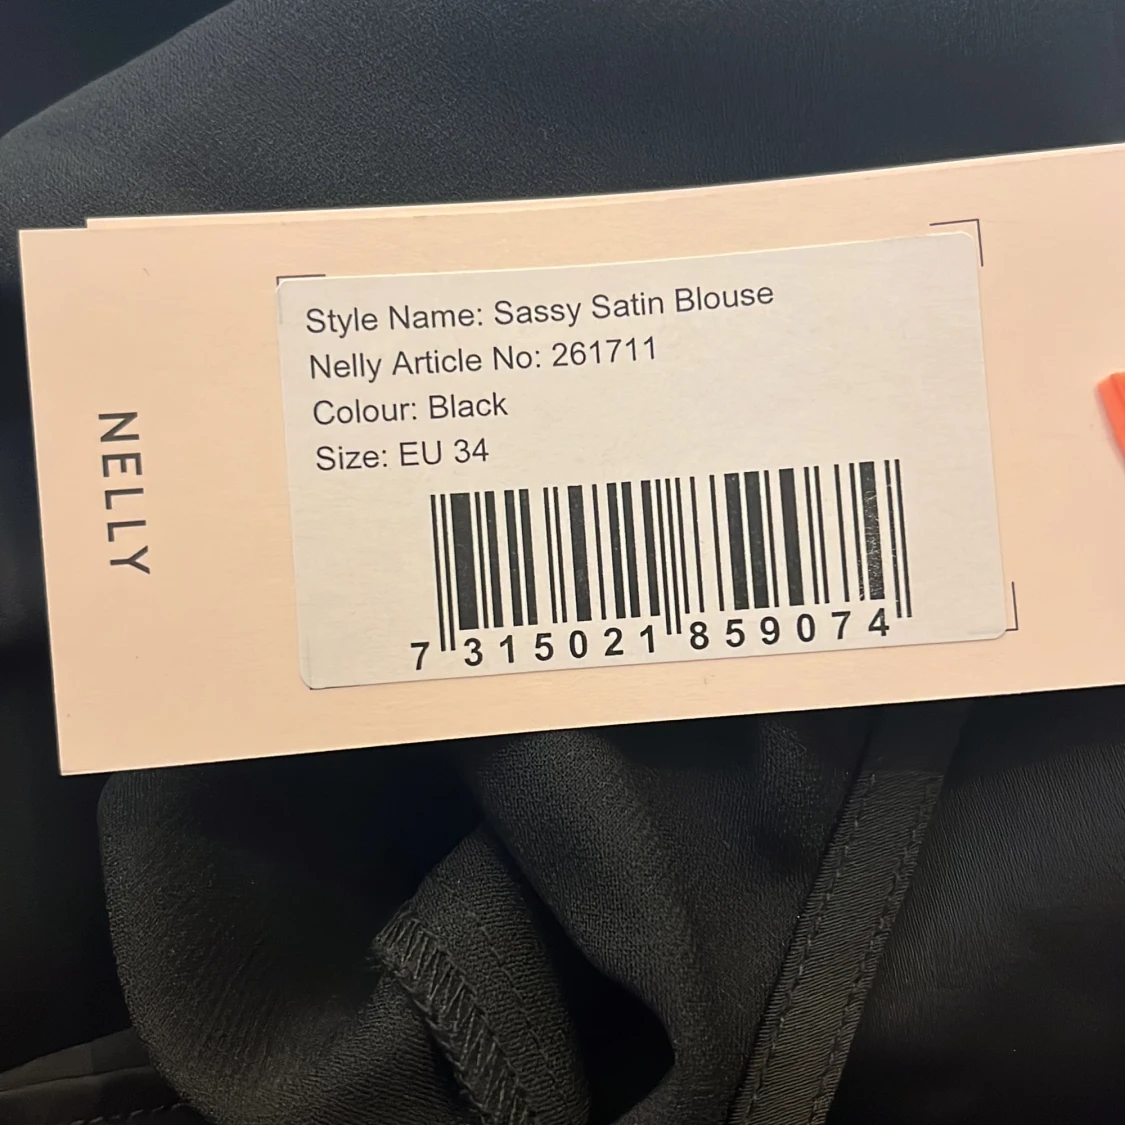 NELLY
Style Name: Sassy Satin Blouse
Nelly Article No: 261711
Colour: Black
Size: EU 34
7 315021 859074